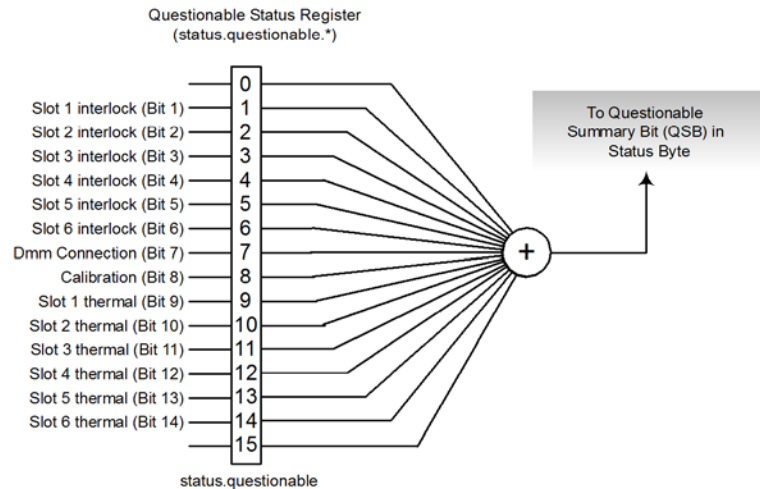 Questionable Status Register
(status.questionable.*)
0
Slot 1 interlock (Bit 1) 1
Slot 2 interlock (Bit 2) 2
Slot 3 interlock (Bit 3) 3
Slot 4 interlock (Bit 4) 4
Slot 5 interlock (Bit 5) 5
Slot 6 interlock (Bit 6) 6
Dmm Connection (Bit 7) 7
Calibration (Bit 8) 8
Slot 1 thermal (Bit 9) 9
Slot 2 thermal (Bit 10) 10
Slot 3 thermal (Bit 11) 11
Slot 4 thermal (Bit 12) 12
Slot 5 thermal (Bit 13) 13
Slot 6 thermal (Bit 14) 14
15
status.questionable
+
To Questionable
Summary Bit (QSB) in
Status Byte